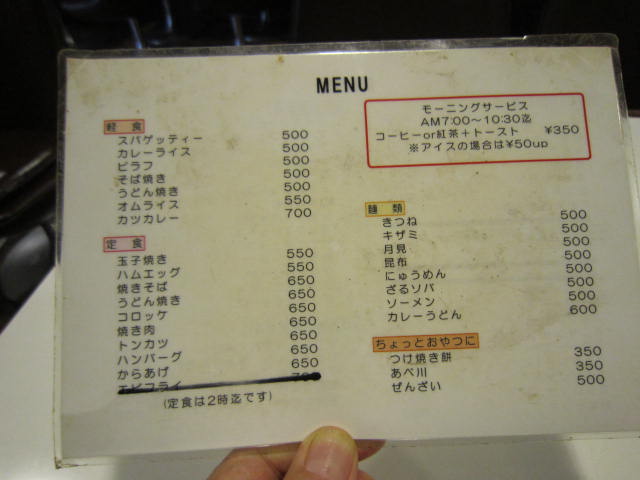 MENU
軽食
スパゲッティー 500
カレーライス 500
ピラフ 500
そば焼き 500
うどん焼き 500
オムライス 550
カツカレー 700
定食
玉子焼き 550
ハムエッグ 550
焼きそば 650
うどん焼き 650
コロッケ 650
焼き肉 650
トンカツ 650
ハンバーグ 650
からあげ 650
エビフライ 700
(定食は2時迄です)
モーニングサービス
AM7:00～10:30迄
コーヒーor紅茶＋トースト ¥350
※アイスの場合は¥50up
麺類
きつね 500
キザミ 500
月見 500
昆布 500
にゅうめん 500
ざるソバ 500
ソーメン 500
カレーうどん 600
ちょっとおやつに
つけ焼き餅 350
あべ川 350
ぜんざい 500